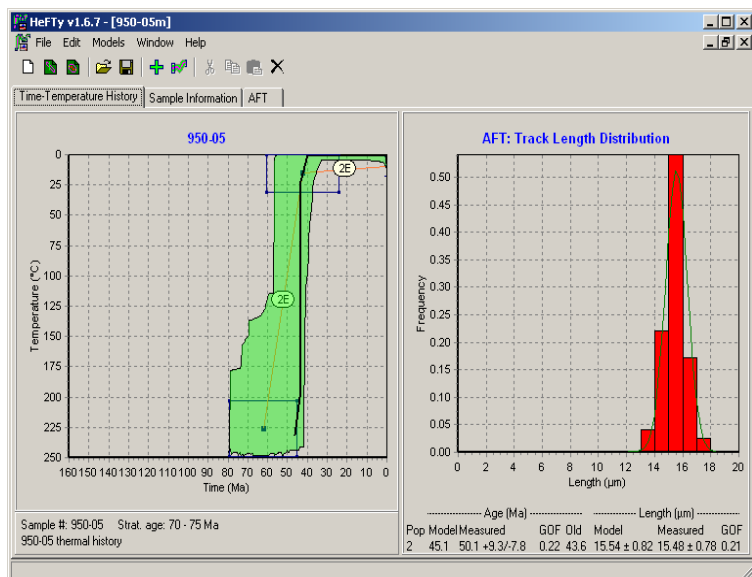 HeFTy v1.6.7 - [950-05m]
File Edit Models Window Help
Time-Temperature History Sample Information AFT
950-05
0
25
50
75
100
125
150
175
200
225
250
Temperature (°C)
2E
2E
160 150 140 130 120 110 100 90 80 70 60 50 40 30 20 10 0
Time (Ma)
Sample #: 950-05 Strat. age: 70 - 75 Ma
950-05 thermal history
AFT: Track Length Distribution
0.50
0.45
0.40
0.35
0.30
0.25
0.20
0.15
0.10
0.05
0.00
Frequency
0 2 4 6 8 10 12 14 16 18 20
Length (µm)
Age (Ma) Length (µm)
Pop Model Measured GOF Old Model Measured GOF
2 45.1 50.1 +9.3/-7.8 0.22 43.6 15.54 ± 0.82 15.48 ± 0.78 0.21